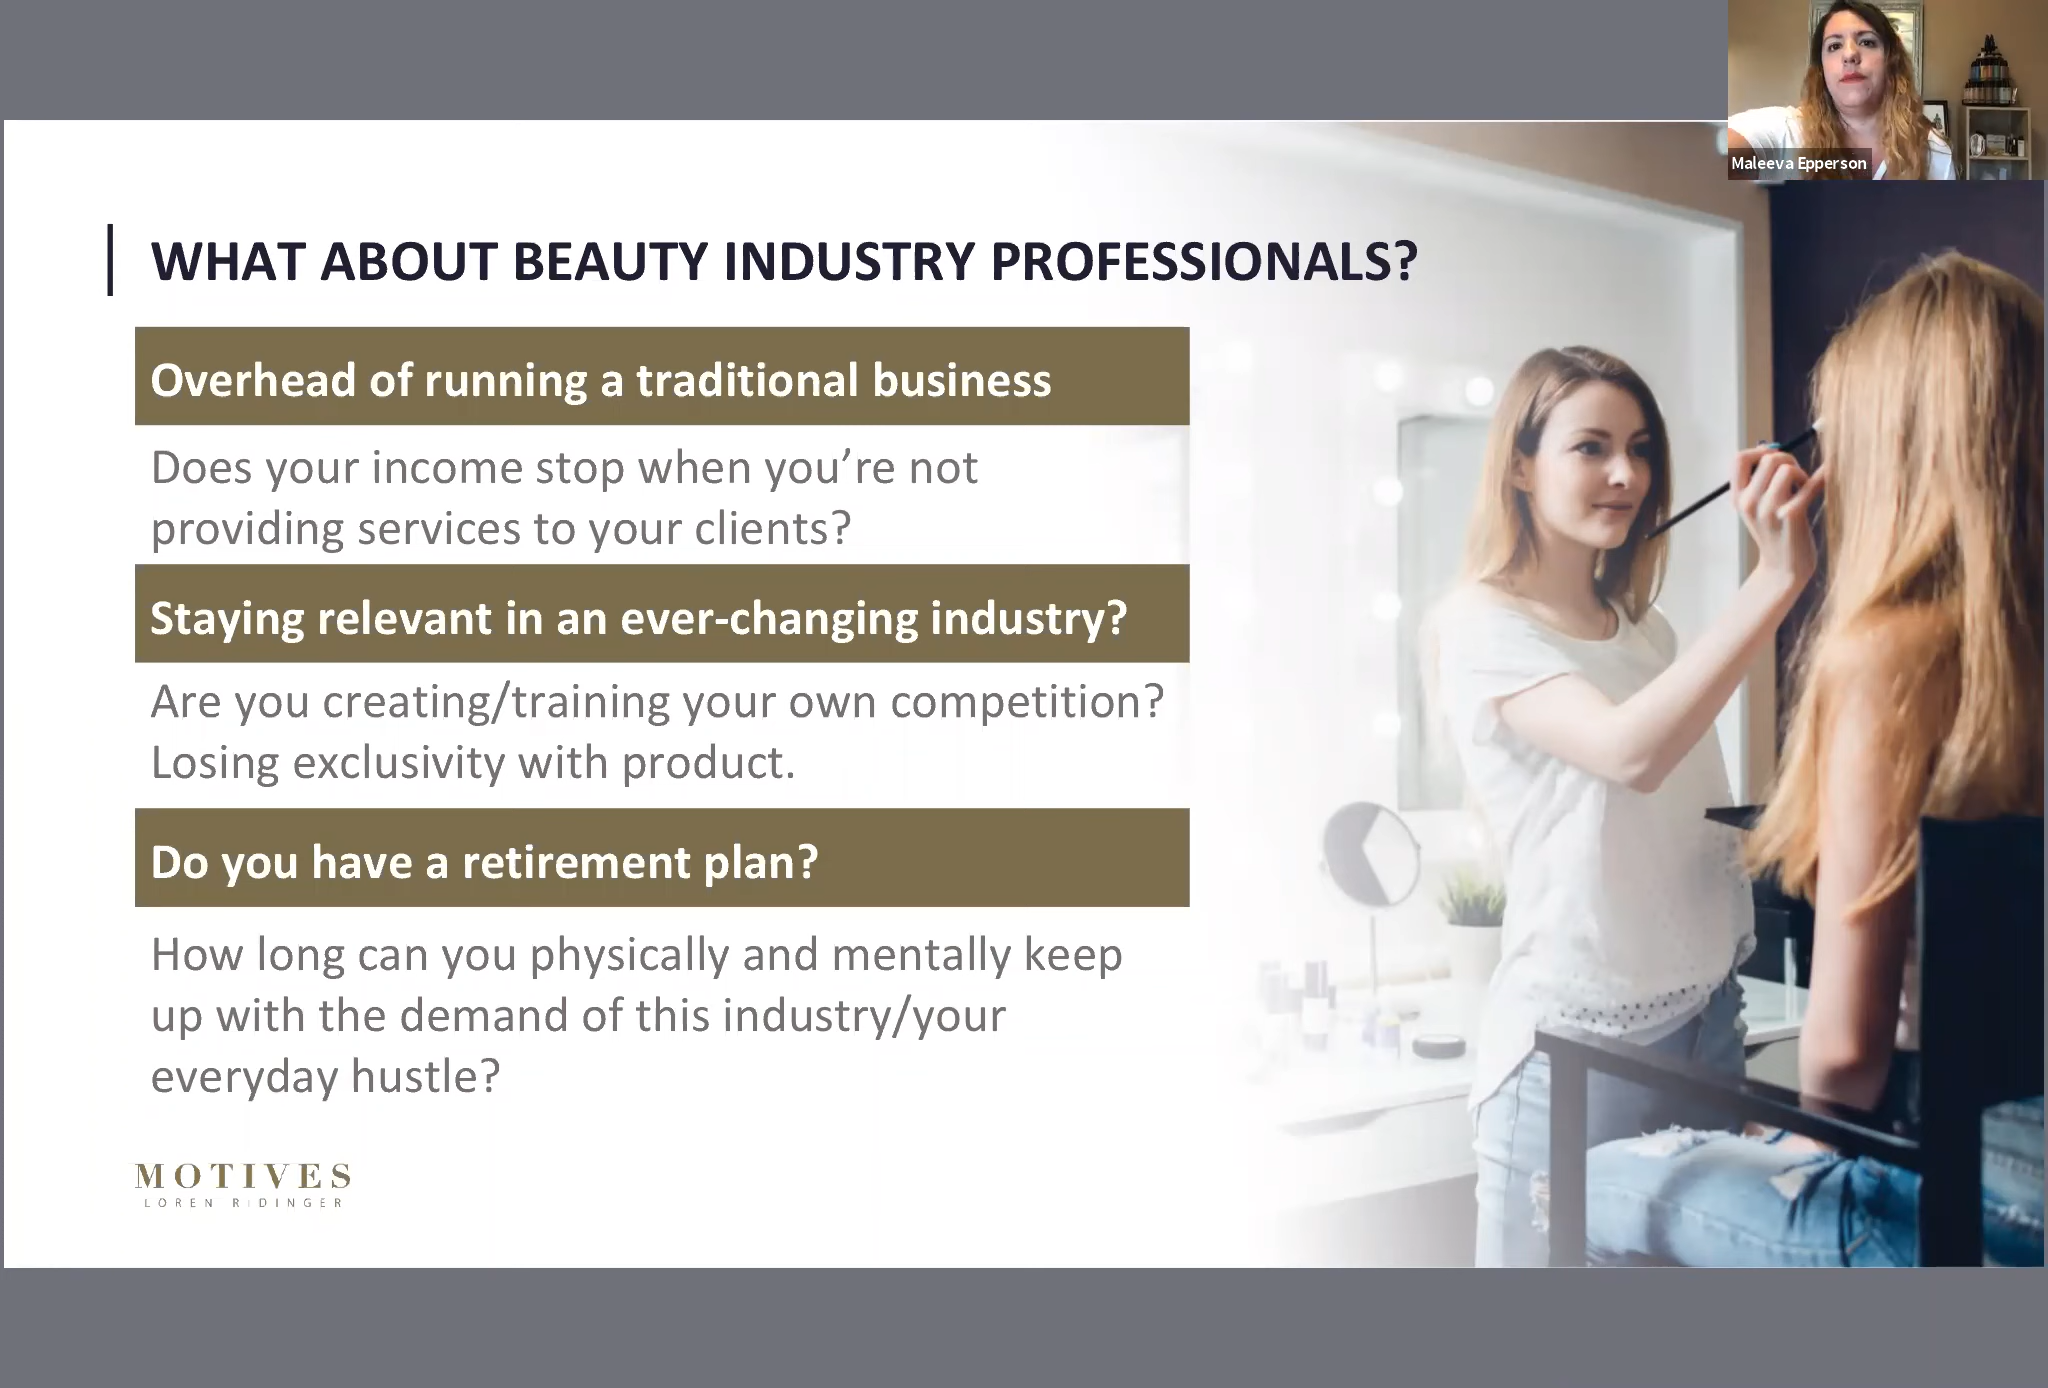 Maleeva Epperson
WHAT ABOUT BEAUTY INDUSTRY PROFESSIONALS?
Overhead of running a traditional business
Does your income stop when you’re not
providing services to your clients?
Staying relevant in an ever-changing industry?
Are you creating/training your own competition?
Losing exclusivity with product.
Do you have a retirement plan?
How long can you physically and mentally keep
up with the demand of this industry/your
everyday hustle?
MOTIVES
LOREN RIDINGER